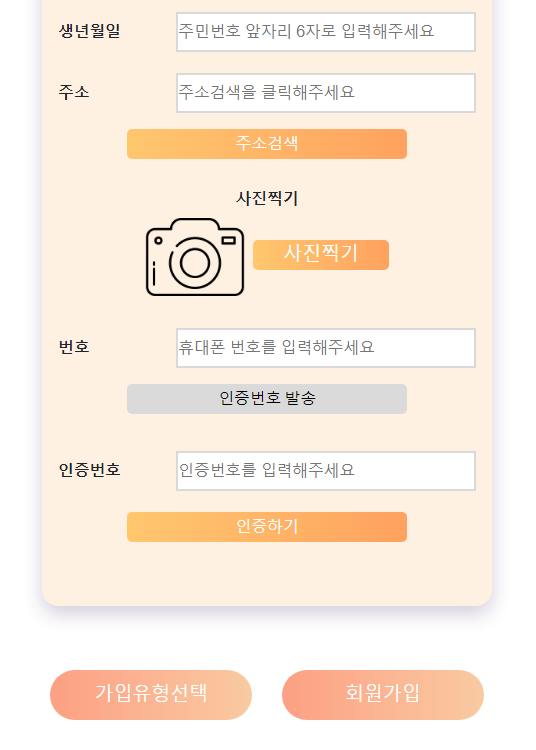 생년월일 주민번호 앞자리 6자로 입력해주세요
주소 주소검색을 클릭해주세요
주소검색
사진찍기
사진찍기
번호 휴대폰 번호를 입력해주세요
인증번호 발송
인증번호 인증번호를 입력해주세요
인증하기
가입유형선택 회원가입